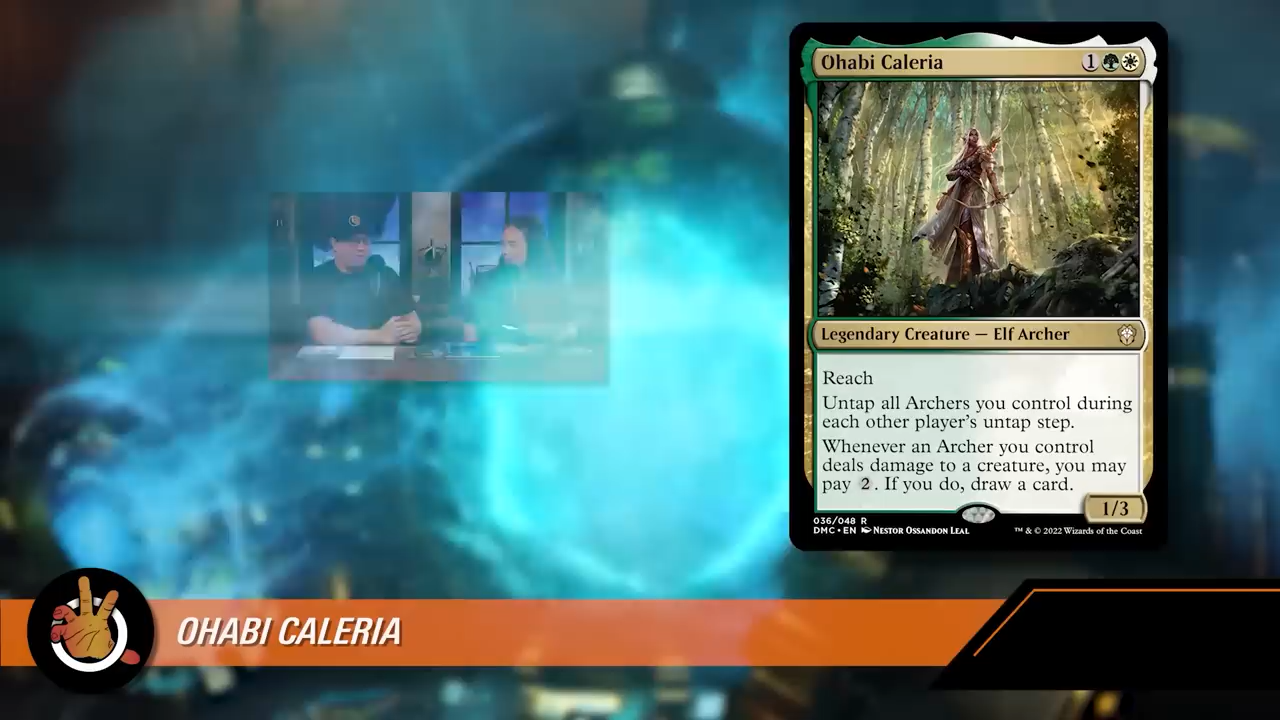 Ohabi Caleria
1
Legendary Creature — Elf Archer
Reach
Untap all Archers you control during
each other player's untap step.
Whenever an Archer you control
deals damage to a creature, you may
pay 2. If you do, draw a card.
1/3
036/048 R
DMC • EN Nestor Ossandon Leal
™ & © 2022 Wizards of the Coast
OHABI CALERIA